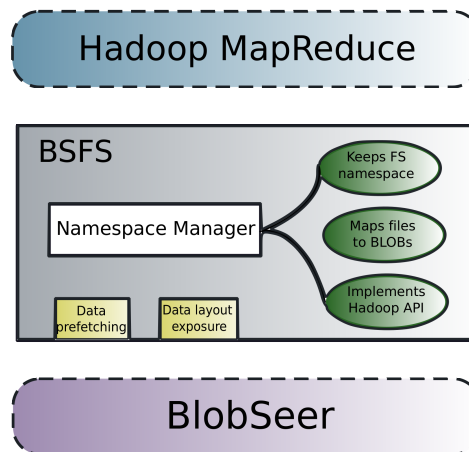 Hadoop MapReduce
BSFS
Keeps FS
namespace
Namespace Manager
Maps files
to BLOBs
Implements
Hadoop API
Data
prefetching
Data layout
exposure
BlobSeer